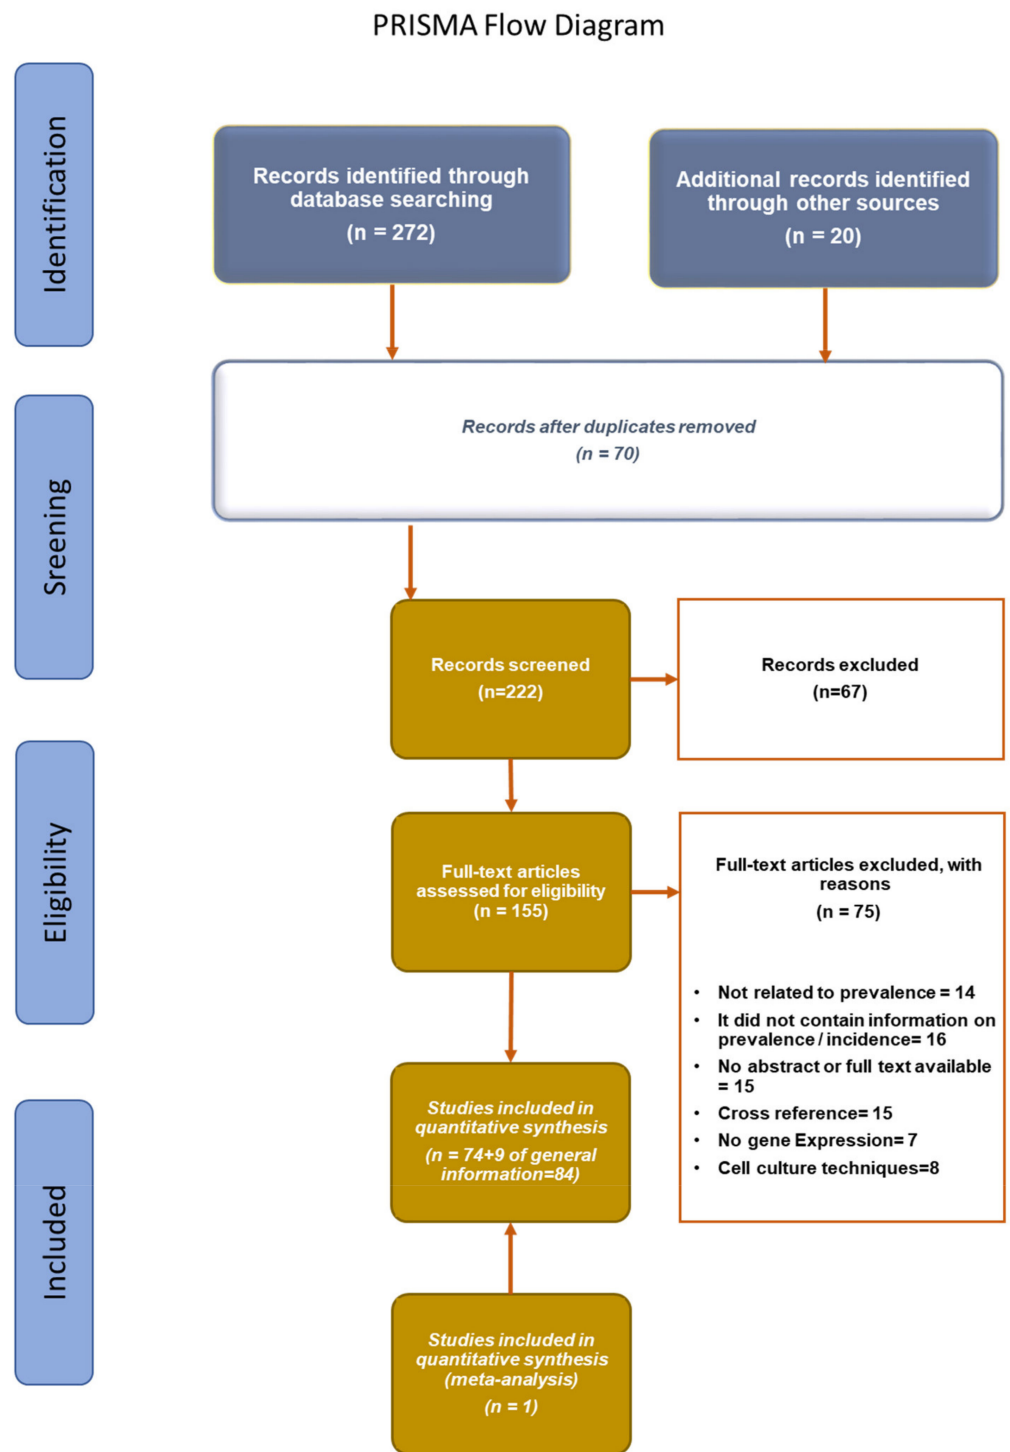 PRISMA Flow Diagram
Identification
Records identified through
database searching
(n = 272)
Additional records identified
through other sources
(n = 20)
Records after duplicates removed
(n = 70)
Sreening
Records screened
(n=222)
Records excluded
(n=67)
Eligibility
Full-text articles
assessed for eligibility
(n = 155)
Full-text articles excluded, with
reasons
(n = 75)
• Not related to prevalence = 14
• It did not contain information on
prevalence / incidence= 16
• No abstract or full text available
= 15
• Cross reference= 15
• No gene Expression= 7
• Cell culture techniques=8
Included
Studies included in
quantitative synthesis
(n = 74+9 of general
information=84)
Studies included in
quantitative synthesis
(meta-analysis)
(n = 1)